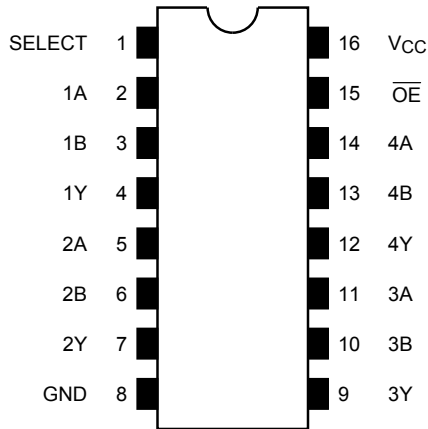 SELECT 1 16 VCC
1A 2 15 O̅E̅
1B 3 14 4A
1Y 4 13 4B
2A 5 12 4Y
2B 6 11 3A
2Y 7 10 3B
GND 8 9 3Y